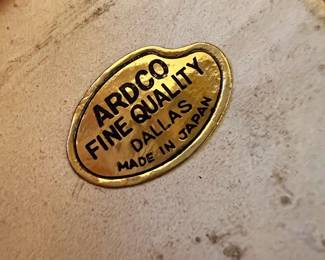 ARDCO
FINE QUALITY
DALLAS
MADE IN JAPAN